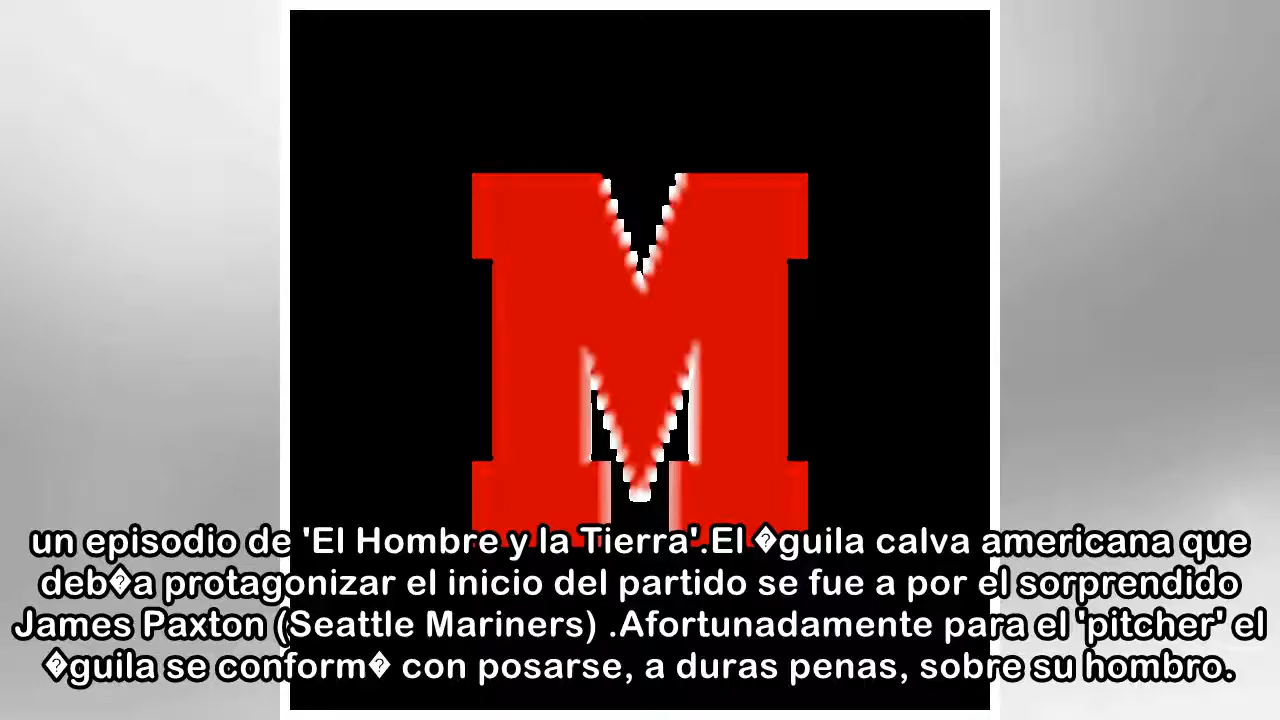 M
un episodio de 'El Hombre y la Tierra'.El �guila calva americana que
deb�a protagonizar el inicio del partido se fue a por el sorprendido
James Paxton (Seattle Mariners) .Afortunadamente para el 'pitcher' el
�guila se conform� con posarse, a duras penas, sobre su hombro.